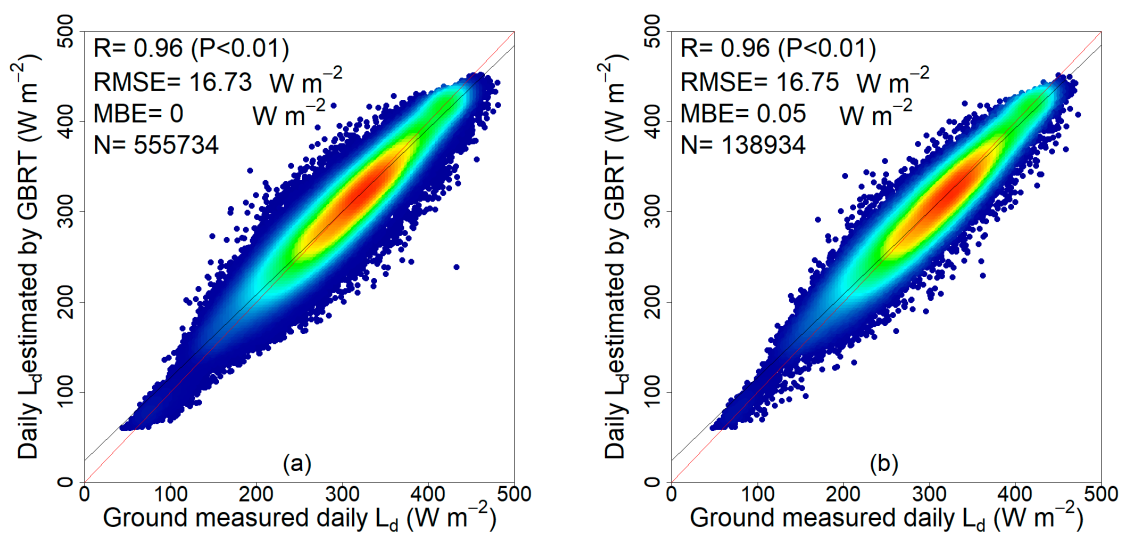 R= 0.96 (P<0.01)
RMSE= 16.73 W m−2
MBE= 0 W m−2
N= 555734
500
400
300
200
100
0
Daily Ldestimated by GBRT (W m−2)
(a)
0 100 200 300 400 500
Ground measured daily Ld (W m−2)
R= 0.96 (P<0.01)
RMSE= 16.75 W m−2
MBE= 0.05 W m−2
N= 138934
500
400
300
200
100
0
Daily Ldestimated by GBRT (W m−2)
(b)
0 100 200 300 400 500
Ground measured daily Ld (W m−2)